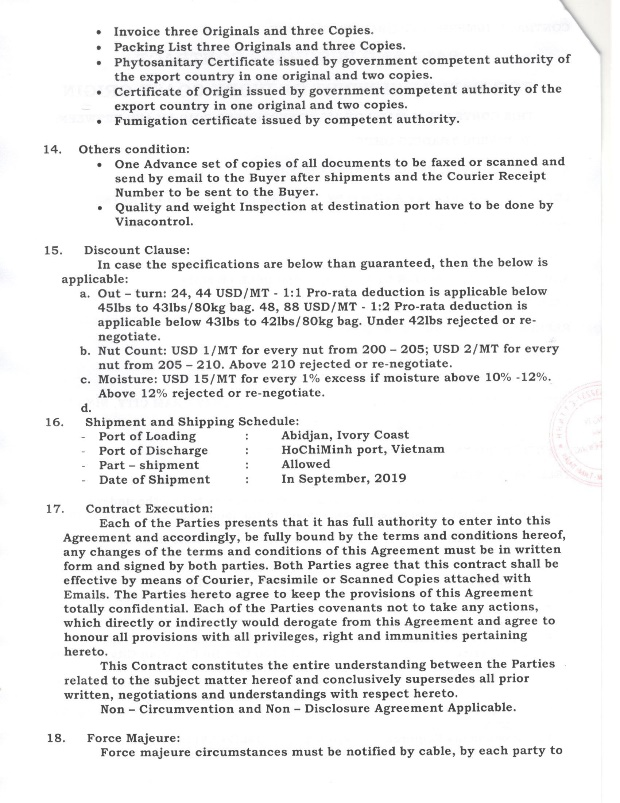 • Invoice three Originals and three Copies.
• Packing List three Originals and three Copies.
• Phytosanitary Certificate issued by government competent authority of
the export country in one original and two copies.
• Certificate of Origin issued by government competent authority of the
export country in one original and two copies.
• Fumigation certificate issued by competent authority.
14. Others condition:
• One Advance set of copies of all documents to be faxed or scanned and
send by email to the Buyer after shipments and the Courier Receipt
Number to be sent to the Buyer.
• Quality and weight Inspection at destination port have to be done by
Vinacontrol.
15. Discount Clause:
In case the specifications are below than guaranteed, then the below is
applicable:
a. Out – turn: 24, 44 USD/MT - 1:1 Pro-rata deduction is applicable below
45lbs to 43lbs/80kg bag. 48, 88 USD/MT - 1:2 Pro-rata deduction is
applicable below 43lbs to 42lbs/80kg bag. Under 42lbs rejected or re-
negotiate.
b. Nut Count: USD 1/MT for every nut from 200 – 205; USD 2/MT for every
nut from 205 – 210. Above 210 rejected or re-negotiate.
c. Moisture: USD 15/MT for every 1% excess if moisture above 10% -12%.
Above 12% rejected or re-negotiate.
d.
16. Shipment and Shipping Schedule:
- Port of Loading : Abidjan, Ivory Coast
- Port of Discharge : HoChiMinh port, Vietnam
- Part – shipment : Allowed
- Date of Shipment : In September, 2019
17. Contract Execution:
Each of the Parties presents that it has full authority to enter into this
Agreement and accordingly, be fully bound by the terms and conditions hereof,
any changes of the terms and conditions of this Agreement must be in written
form and signed by both parties. Both Parties agree that this contract shall be
effective by means of Courier, Facsimile or Scanned Copies attached with
Emails. The Parties hereto agree to keep the provisions of this Agreement
totally confidential. Each of the Parties covenants not to take any actions,
which directly or indirectly would derogate from this Agreement and agree to
honour all provisions with all privileges, right and immunities pertaining
hereto.
This Contract constitutes the entire understanding between the Parties
related to the subject matter hereof and conclusively supersedes all prior
written, negotiations and understandings with respect hereto.
Non – Circumvention and Non – Disclosure Agreement Applicable.
18. Force Majeure:
Force majeure circumstances must be notified by cable, by each party to